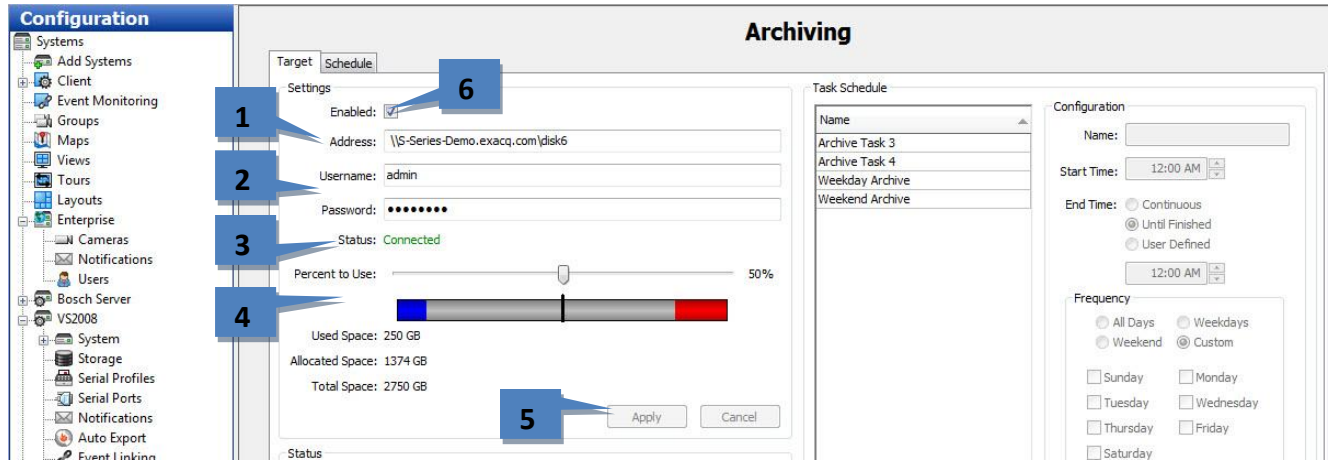 Configuration
Systems
Add Systems
Client
Event Monitoring
Groups
Maps
Views
Tours
Layouts
Enterprise
Cameras
Notifications
Users
Bosch Server
VS2008
System
Storage
Serial Profiles
Serial Ports
Notifications
Auto Export
Event Linking
Archiving
Target
Schedule
Settings
6
Enabled:
1
Address: \\S-Series-Demo.exacq.com\disk6
2
Username: admin
Password: ••••••••
3
Status: Connected
Percent to Use: 50%
4
Used Space: 250 GB
Allocated Space: 1374 GB
Total Space: 2750 GB
5
Apply
Cancel
Status
Task Schedule
Name
Archive Task 3
Archive Task 4
Weekday Archive
Weekend Archive
Configuration
Name:
Start Time: 12:00 AM
End Time: Continuous
Until Finished
User Defined
12:00 AM
Frequency
All Days Weekdays
Weekend Custom
Sunday Monday
Tuesday Wednesday
Thursday Friday
Saturday